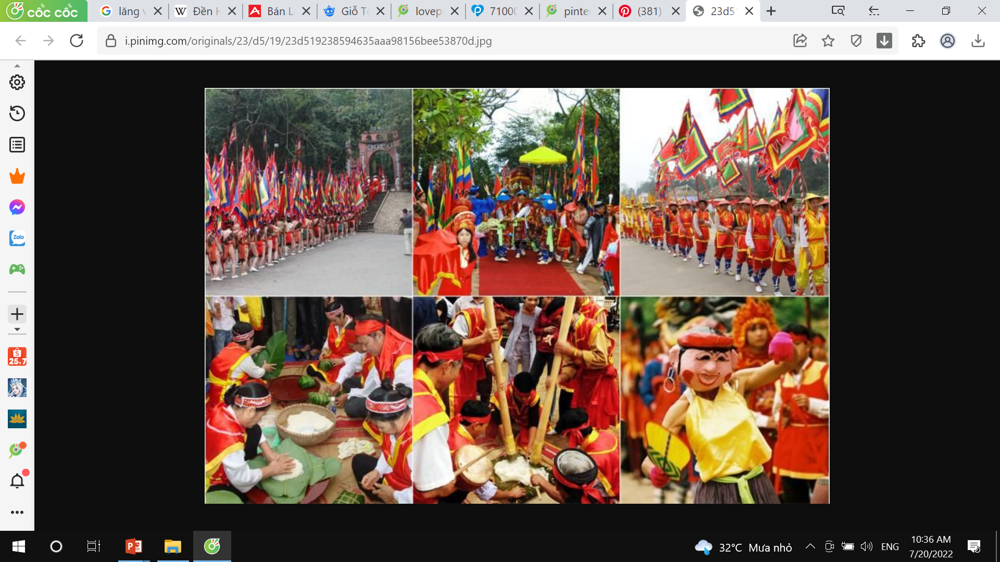 cốc cốc
lăng v
Đền H
Bán L
Giỗ Tổ
lovep
7100
pinte
(381)
23d5
i.pinimg.com/originals/23/d5/19/23d519238594635aaa98156bee53870d.jpg
Zalo
25.7
32°C Mưa nhỏ
ENG
10:36 AM
7/20/2022